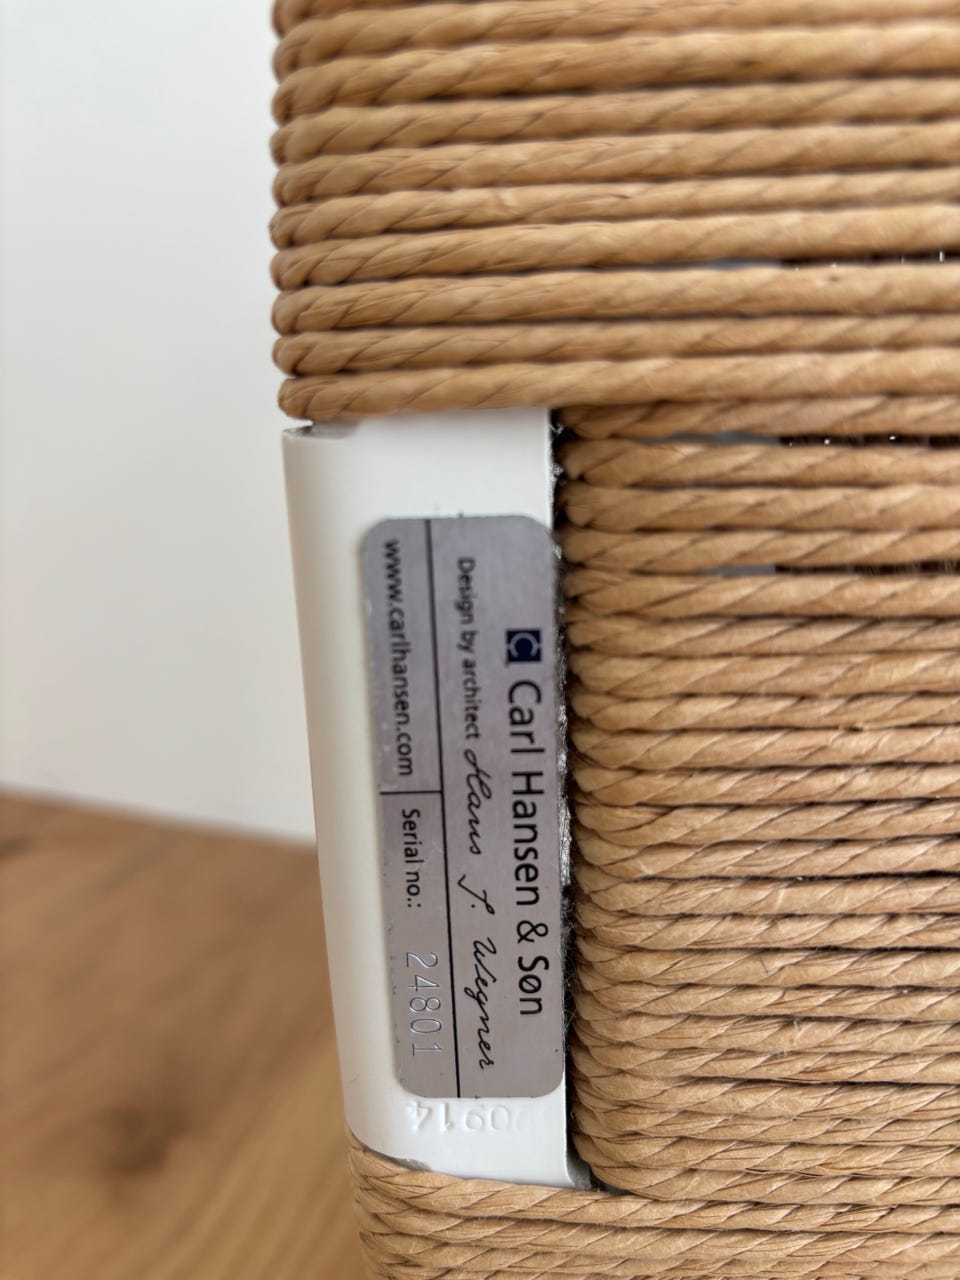 Carl Hansen & Søn
Design by architect Hans J. Wegner
www.carlhansen.com
Serial no.: 24801
0914